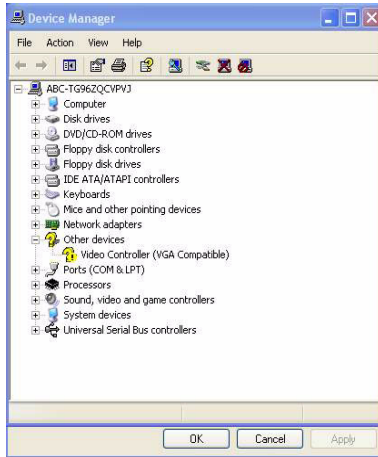 Device Manager
File Action View Help
ABC-TG96ZQCVPVJ
Computer
Disk drives
DVD/CD-ROM drives
Floppy disk controllers
Floppy disk drives
IDE ATA/ATAPI controllers
Keyboards
Mice and other pointing devices
Network adapters
Other devices
Video Controller (VGA Compatible)
Ports (COM & LPT)
Processors
Sound, video and game controllers
System devices
Universal Serial Bus controllers
OK Cancel Apply